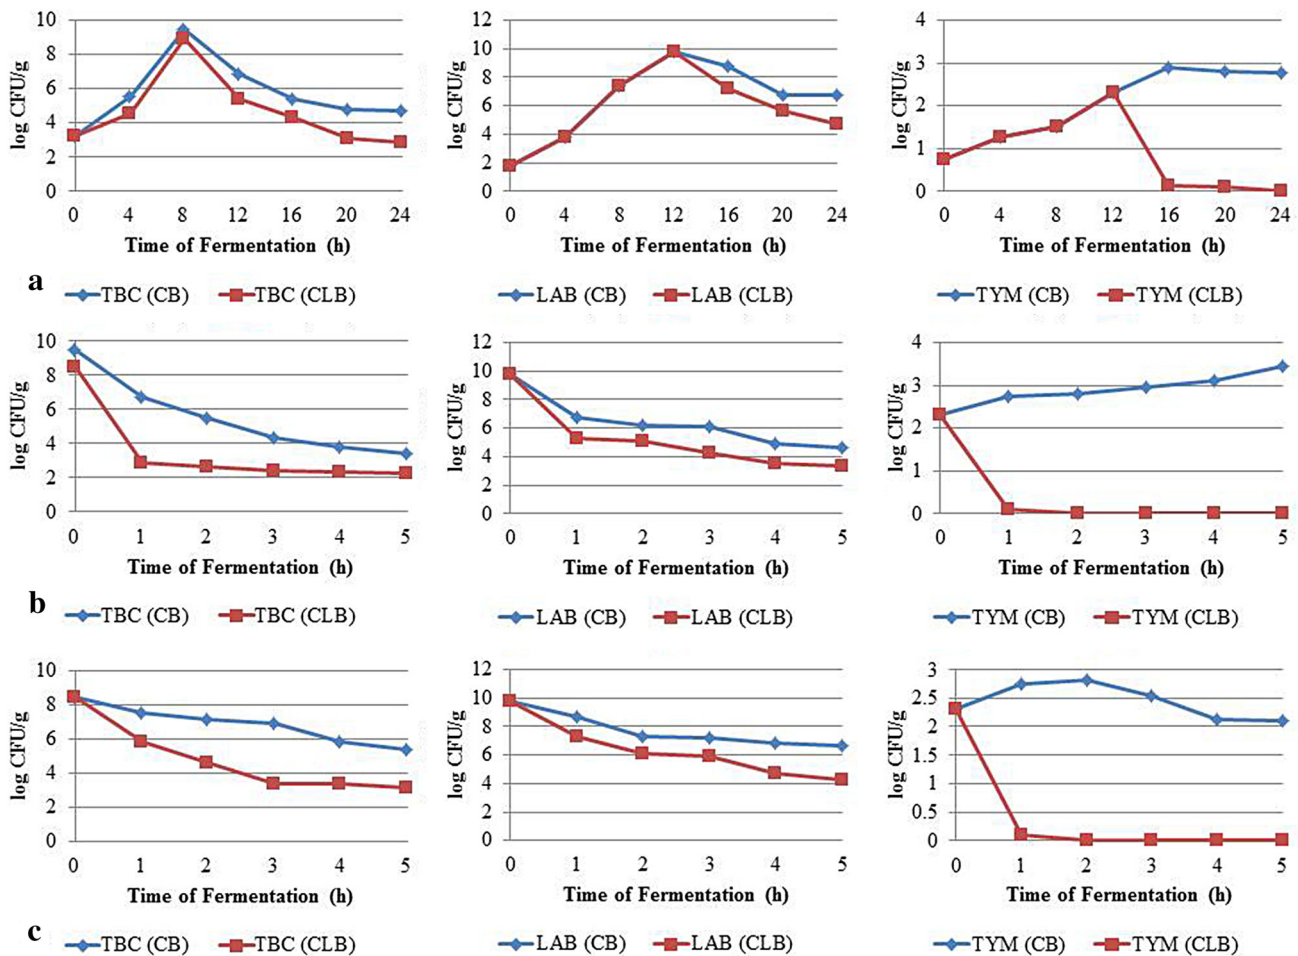 10
8
6
4
2
0
log CFU/g
0 4 8 12 16 20 24
Time of Fermentation (h)
TBC (CB) TBC (CLB)
12
10
8
6
4
2
0
log CFU/g
0 4 8 12 16 20 24
Time of Fermentation (h)
LAB (CB) LAB (CLB)
4
3
2
1
0
log CFU/g
0 4 8 12 16 20 24
Time of Fermentation (h)
TYM (CB) TYM (CLB)
a
10
8
6
4
2
0
log CFU/g
0 1 2 3 4 5
Time of Fermentation (h)
TBC (CB) TBC (CLB)
12
10
8
6
4
2
0
log CFU/g
0 1 2 3 4 5
Time of Fermentation (h)
LAB (CB) LAB (CLB)
4
3
2
1
0
log CFU/g
0 1 2 3 4 5
Time of Fermentation (h)
TYM (CB) TYM (CLB)
b
10
8
6
4
2
0
log CFU/g
0 1 2 3 4 5
Time of Fermentation (h)
TBC (CB) TBC (CLB)
12
10
8
6
4
2
0
log CFU/g
0 1 2 3 4 5
Time of Fermentation (h)
LAB (CB) LAB (CLB)
3
2.5
2
1.5
1
0.5
0
log CFU/g
0 1 2 3 4 5
Time of Fermentation (h)
TYM (CB) TYM (CLB)
c